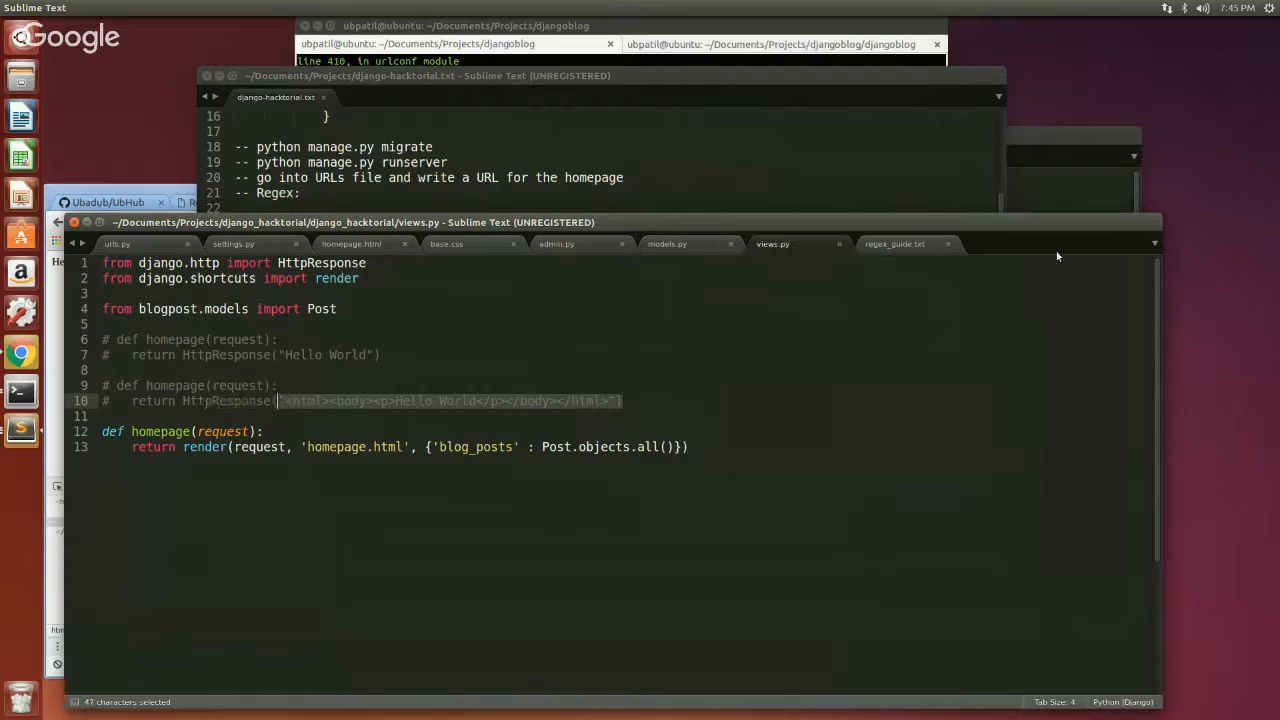 Sublime Text
7:45 PM
Google
ubpatil@ubuntu: ~/Documents/Projects/djangoblog
ubpatil@ubuntu: ~/Documents/Projects/djangoblog × ubpatil@ubuntu: ~/Documents/Projects/djangoblog/djangoblog ×
line 410, in urlconf_module
~/Documents/Projects/django-hacktorial.txt - Sublime Text (UNREGISTERED)
django-hacktorial.txt ×
16 }
17
18 -- python manage.py migrate
19 -- python manage.py runserver
20 -- go into URLs file and write a URL for the homepage
21 -- Regex:
22
Ubadub/UbHub ×
~/Documents/Projects/django_hacktorial/django_hacktorial/views.py - Sublime Text (UNREGISTERED)
urls.py × settings.py × homepage.html × base.css × admin.py × models.py × views.py × regex_guide.txt ×
1 from django.http import HttpResponse
2 from django.shortcuts import render
3
4 from blogpost.models import Post
5
6 # def homepage(request):
7 #   return HttpResponse("Hello World")
8
9 # def homepage(request):
10 #   return HttpResponse("<html><body><p>Hello World</p></body></html>")
11
12 def homepage(request):
13     return render(request, 'homepage.html', {'blog_posts' : Post.objects.all()})
47 characters selected
Tab Size: 4
Python (Django)